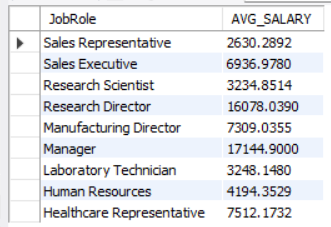 JobRole AVG_SALARY
Sales Representative 2630.2892
Sales Executive 6936.9780
Research Scientist 3234.8514
Research Director 16078.0390
Manufacturing Director 7309.0355
Manager 17144.9000
Laboratory Technician 3248.1480
Human Resources 4194.3529
Healthcare Representative 7512.1732